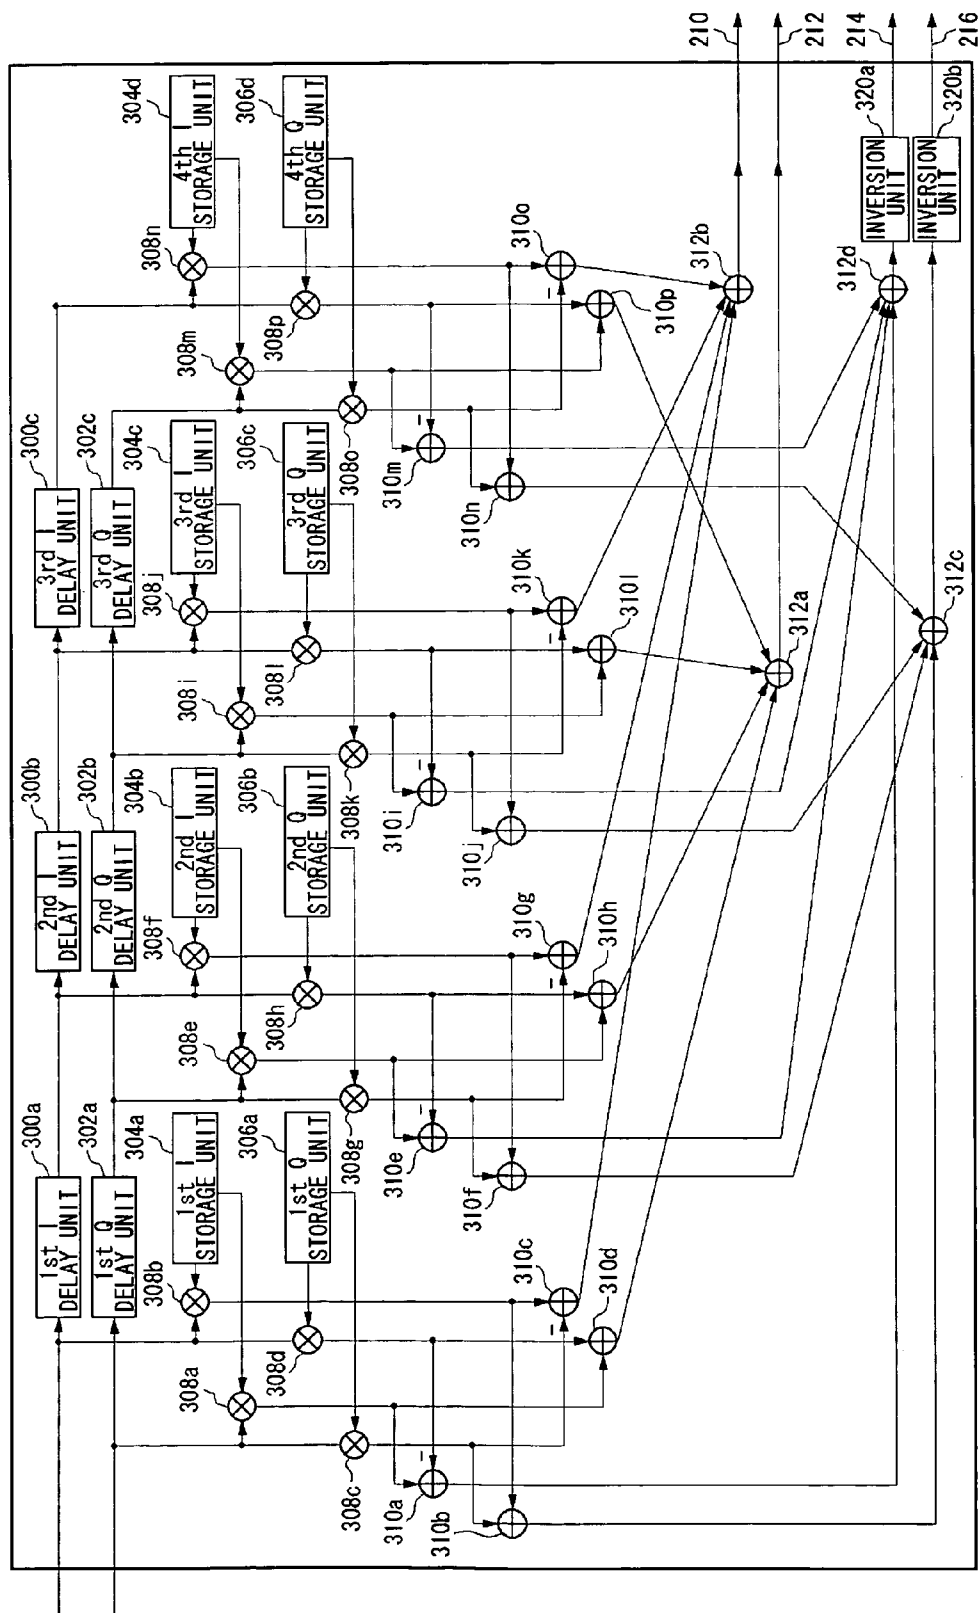 300a
1st I
DELAY UNIT
300b
2nd I
DELAY UNIT
300c
3rd I
DELAY UNIT
302a
1st Q
DELAY UNIT
302b
2nd Q
DELAY UNIT
302c
3rd Q
DELAY UNIT
304a
1st I
STORAGE UNIT
304b
2nd I
STORAGE UNIT
304c
3rd I
STORAGE UNIT
304d
4th I
STORAGE UNIT
306a
1st Q
STORAGE UNIT
306b
2nd Q
STORAGE UNIT
306c
3rd Q
STORAGE UNIT
306d
4th Q
STORAGE UNIT
308a
308b
308c
308d
308e
308f
308g
308h
308i
308j
308k
308l
308m
308n
308o
308p
310a
310b
310c
310d
310e
310f
310g
310h
310i
310j
310k
310l
310m
310n
310o
310p
312a
312b
312c
312d
320a
INVERSION
UNIT
320b
INVERSION
UNIT
210
212
214
216